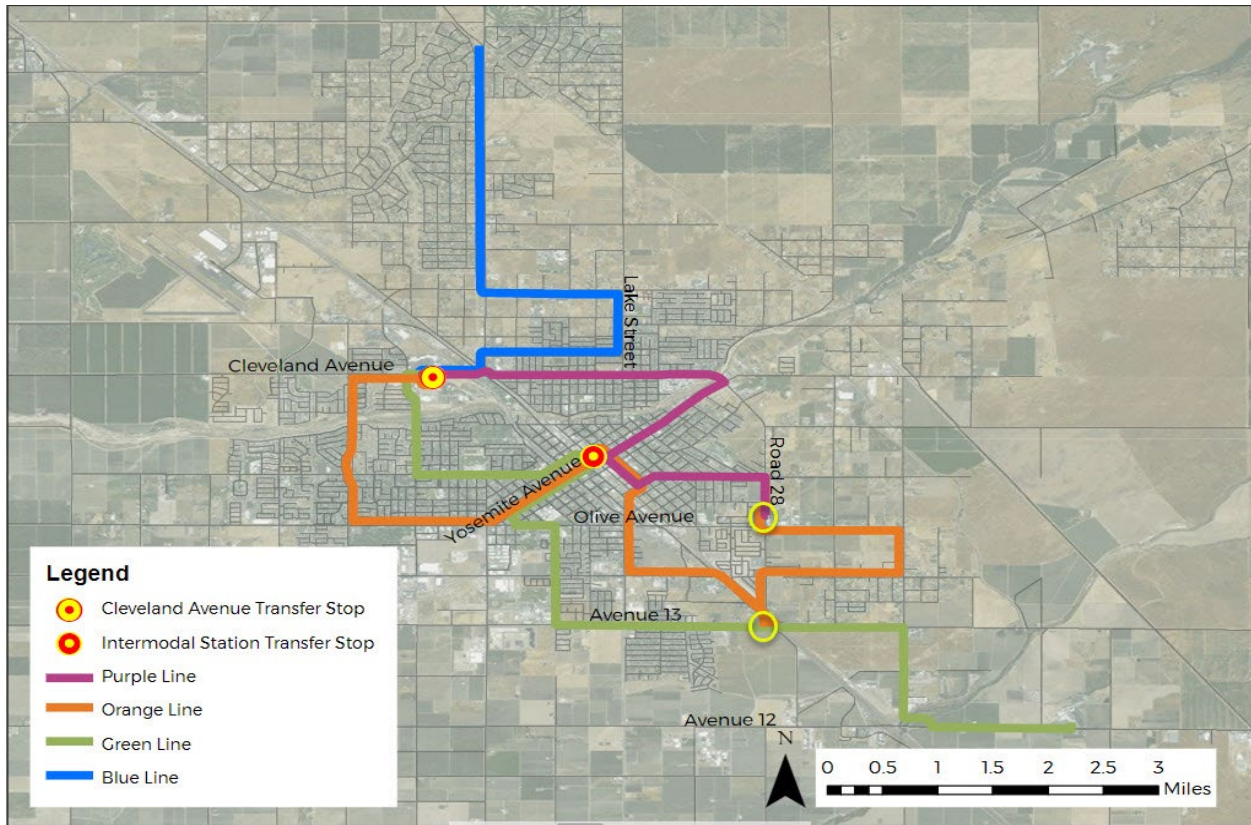 Lake Street
Cleveland Avenue
Yosemite Avenue
Road 28
Olive Avenue
Avenue 13
Avenue 12
Legend
Cleveland Avenue Transfer Stop
Intermodal Station Transfer Stop
Purple Line
Orange Line
Green Line
Blue Line
N
0 0.5 1 1.5 2 2.5 3
Miles